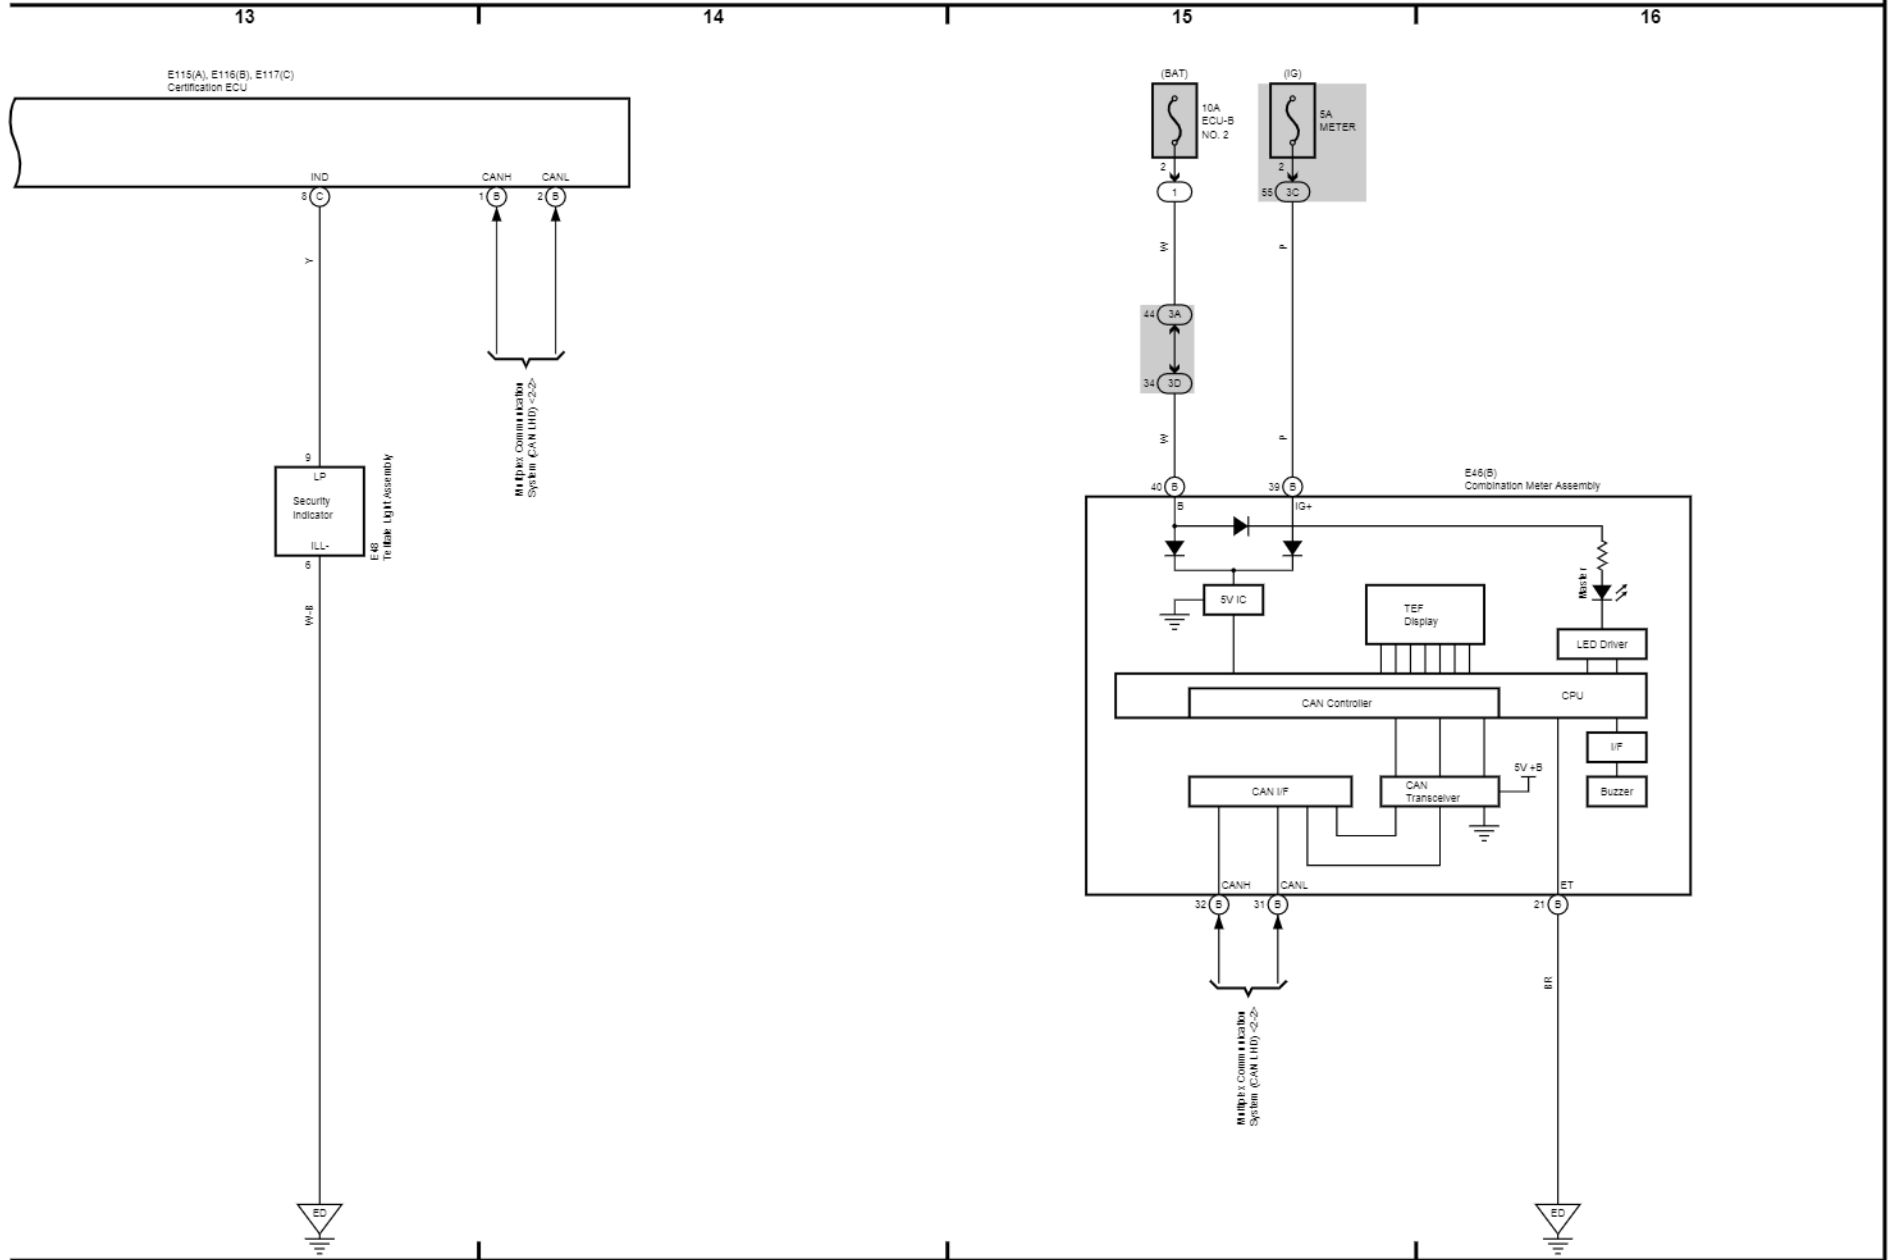 13
14
15
16
E115(A), E116(B), E117(C)
Certification ECU
IND
CANH
CANL
8 C
1 B
2 B
Y
Multiplex Communication
System (CAN LHD) <2-2>
9
LP
Security
Indicator
ILL-
6
E48
Telltale Light Assembly
W-B
ED
(BAT)
(IG)
10A
ECU-B
NO. 2
5A
METER
2
2
1
55 3C
W
P
44 3A
34 3D
W
P
40 B
39 B
E46(B)
Combination Meter Assembly
B
IG+
5V IC
TEF
Display
Master
LED Driver
CPU
CAN Controller
I/F
5V +B
CAN I/F
CAN
Transceiver
Buzzer
CANH
CANL
ET
32 B
31 B
21 B
BR
Multiplex Communication
System (CAN LHD) <2-2>
ED